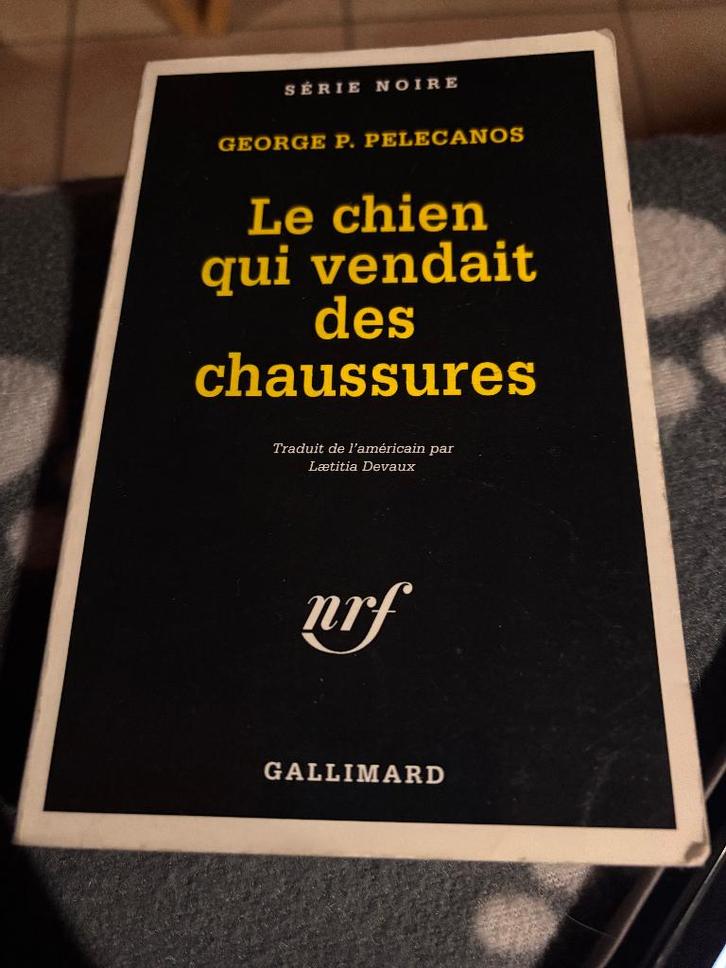 SÉRIE NOIRE
GEORGE P. PELECANOS
Le chien
qui vendait
des
chaussures
Traduit de l'américain par
Lætitia Devaux
nrf
GALLIMARD